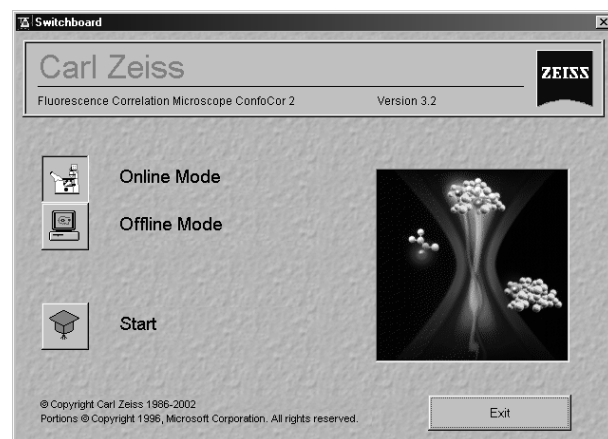 Switchboard
Carl Zeiss
ZEISS
Fluorescence Correlation Microscope ConfoCor 2 Version 3.2
Online Mode
Offline Mode
Start
© Copyright Carl Zeiss 1986-2002
Portions © Copyright 1996, Microsoft Corporation. All rights reserved.
Exit